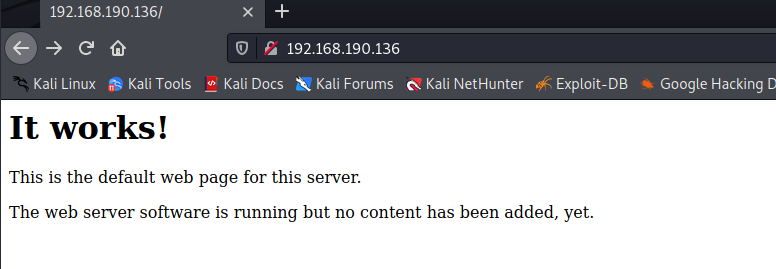 192.168.190.136/
192.168.190.136
Kali Linux Kali Tools Kali Docs Kali Forums Kali NetHunter Exploit-DB Google Hacking D
It works!
This is the default web page for this server.
The web server software is running but no content has been added, yet.